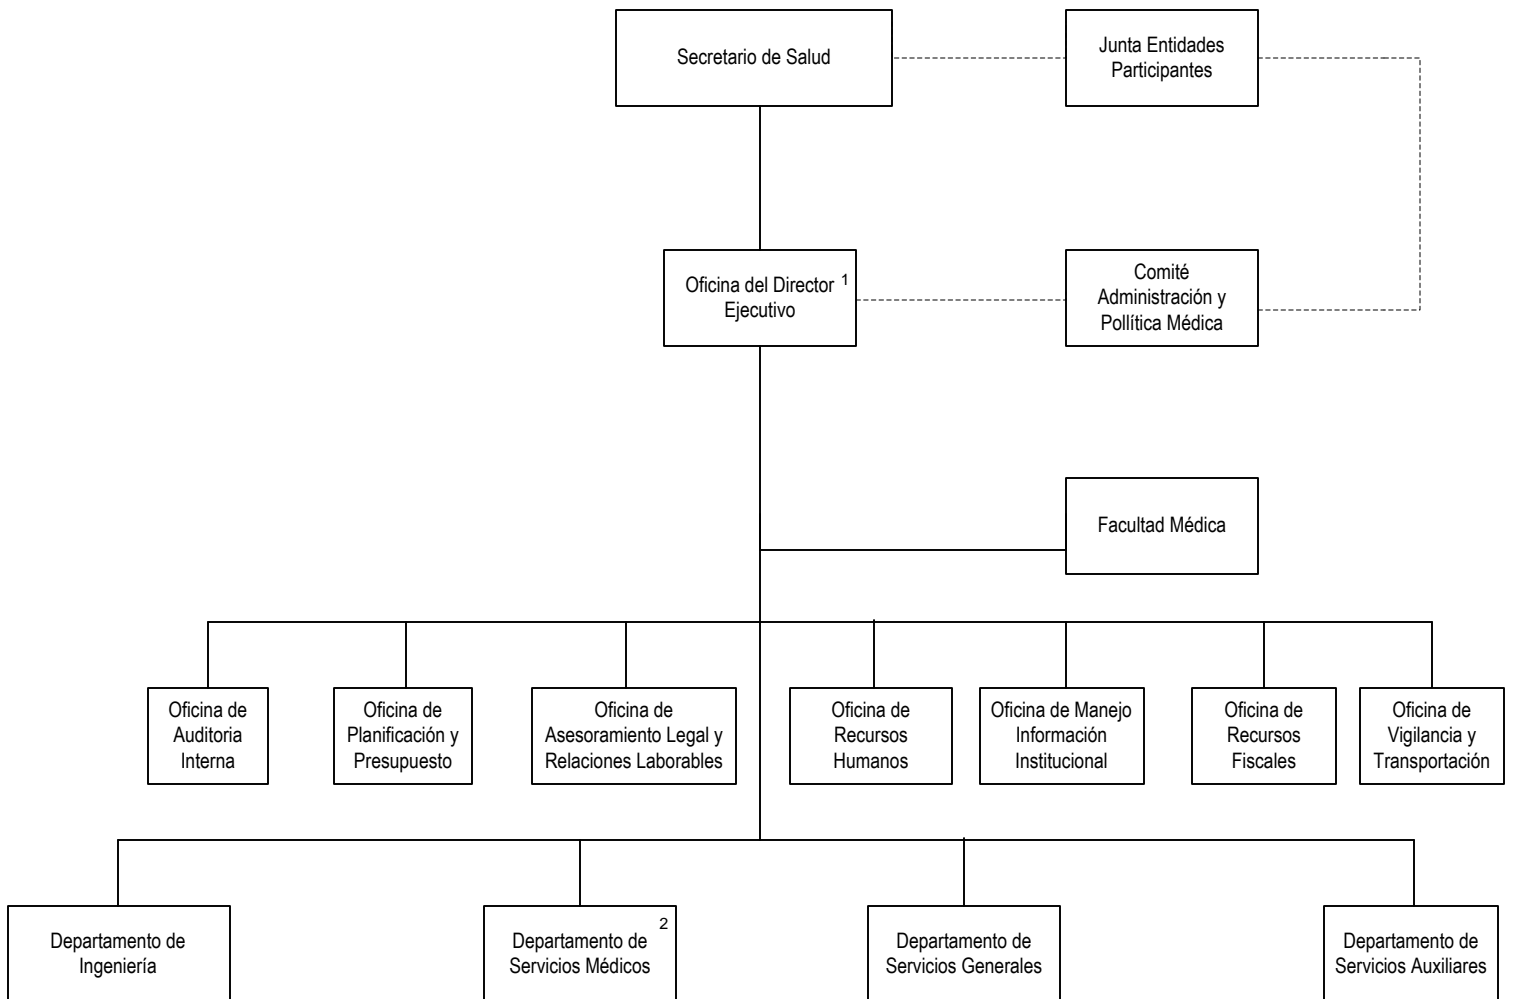 Secretario de Salud
Junta Entidades
Participantes
Oficina del Director 1
Ejecutivo
Comité
Administración y
Pollítica Médica
Facultad Médica
Oficina de
Auditoria
Interna
Oficina de
Planificación y
Presupuesto
Oficina de
Asesoramiento Legal y
Relaciones Laborables
Oficina de
Recursos
Humanos
Oficina de Manejo
Información
Institucional
Oficina de
Recursos
Fiscales
Oficina de
Vigilancia y
Transportación
Departamento de
Ingeniería
2
Departamento de
Servicios Médicos
Departamento de
Servicios Generales
Departamento de
Servicios Auxiliares